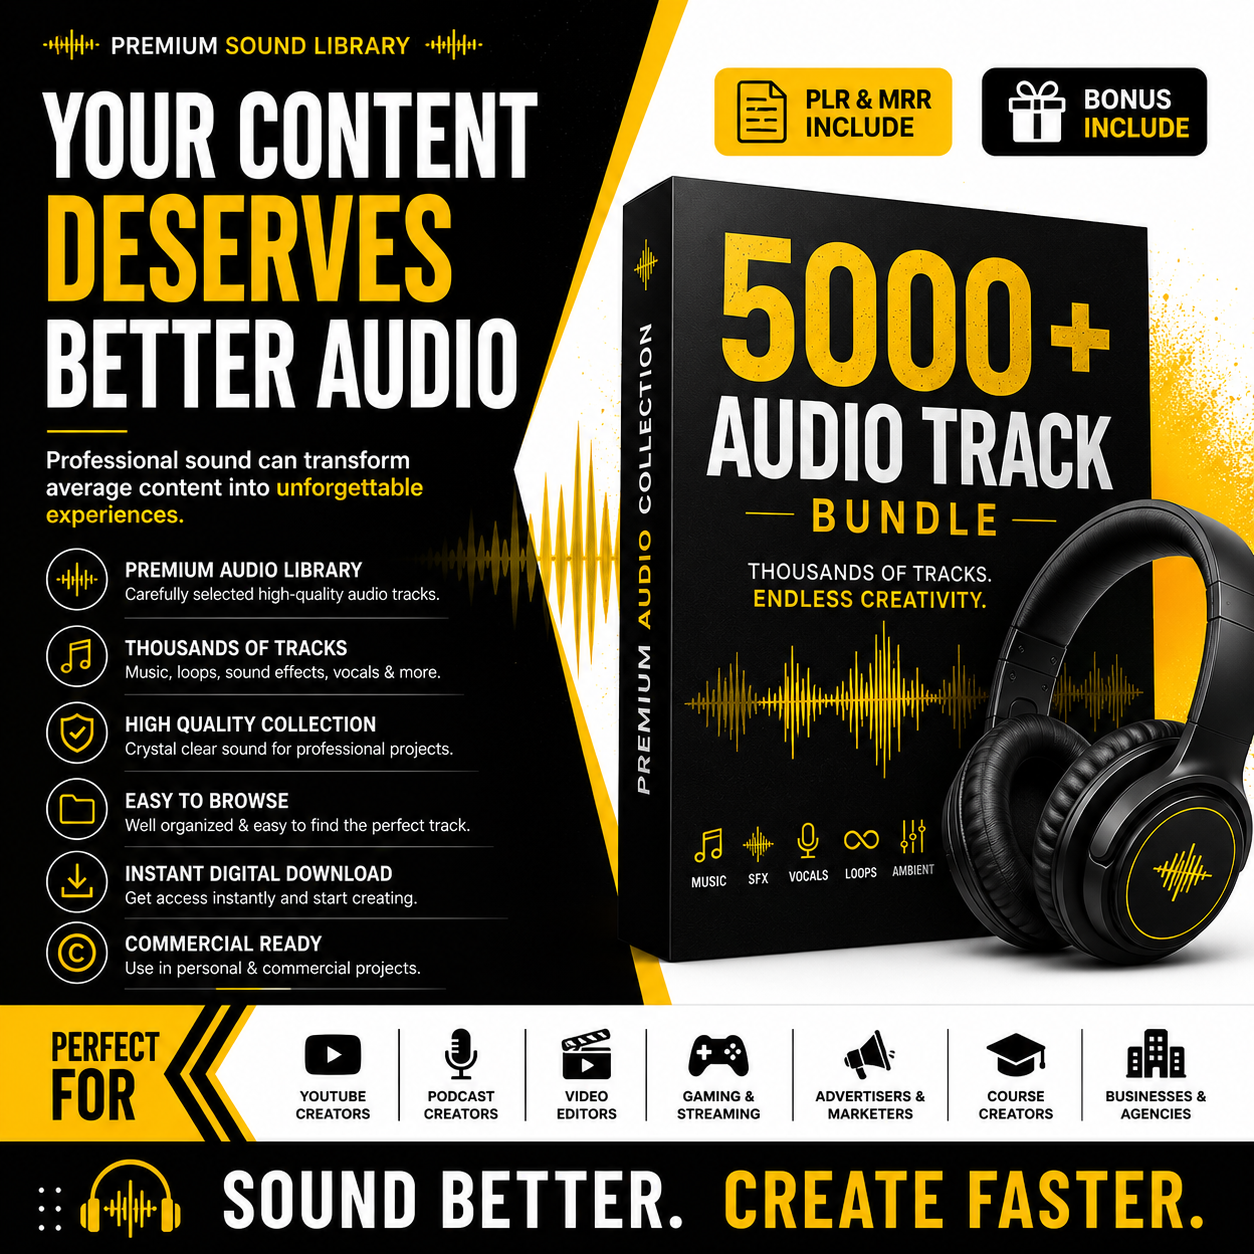 PREMIUM SOUND LIBRARY
YOUR CONTENT
DESERVES
BETTER AUDIO
Professional sound can transform
average content into unforgettable
experiences.
PREMIUM AUDIO LIBRARY
Carefully selected high-quality audio tracks.
THOUSANDS OF TRACKS
Music, loops, sound effects, vocals & more.
HIGH QUALITY COLLECTION
Crystal clear sound for professional projects.
EASY TO BROWSE
Well organized & easy to find the perfect track.
INSTANT DIGITAL DOWNLOAD
Get access instantly and start creating.
COMMERCIAL READY
Use in personal & commercial projects.
PLR & MRR
INCLUDE
BONUS
INCLUDE
PREMIUM AUDIO COLLECTION
5000+
AUDIO TRACK
BUNDLE
THOUSANDS OF TRACKS.
ENDLESS CREATIVITY.
MUSIC
SFX
VOCALS
LOOPS
AMBIENT
PERFECT
FOR
YOUTUBE
CREATORS
PODCAST
CREATORS
VIDEO
EDITORS
GAMING &
STREAMING
ADVERTISERS &
MARKETERS
COURSE
CREATORS
BUSINESSES &
AGENCIES
SOUND BETTER. CREATE FASTER.